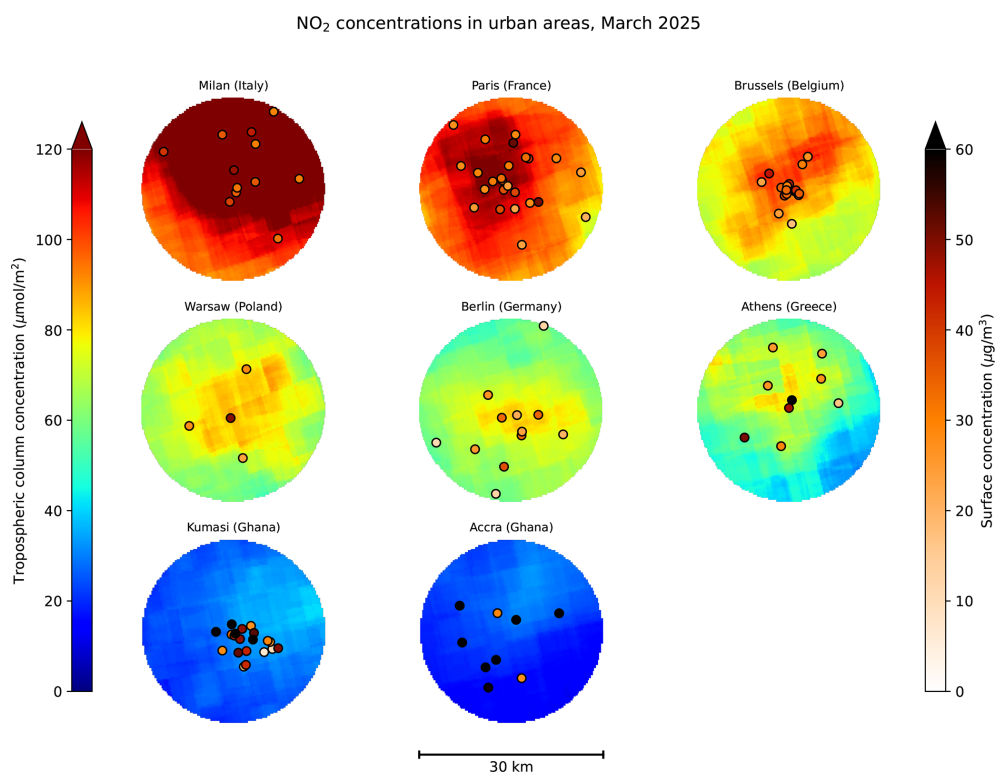 NO₂ concentrations in urban areas, March 2025
Milan (Italy)
Paris (France)
Brussels (Belgium)
Warsaw (Poland)
Berlin (Germany)
Athens (Greece)
Kumasi (Ghana)
Accra (Ghana)
Tropospheric column concentration (μmol/m²)
120
100
80
60
40
20
0
Surface concentration (μg/m³)
60
50
40
30
20
10
0
30 km